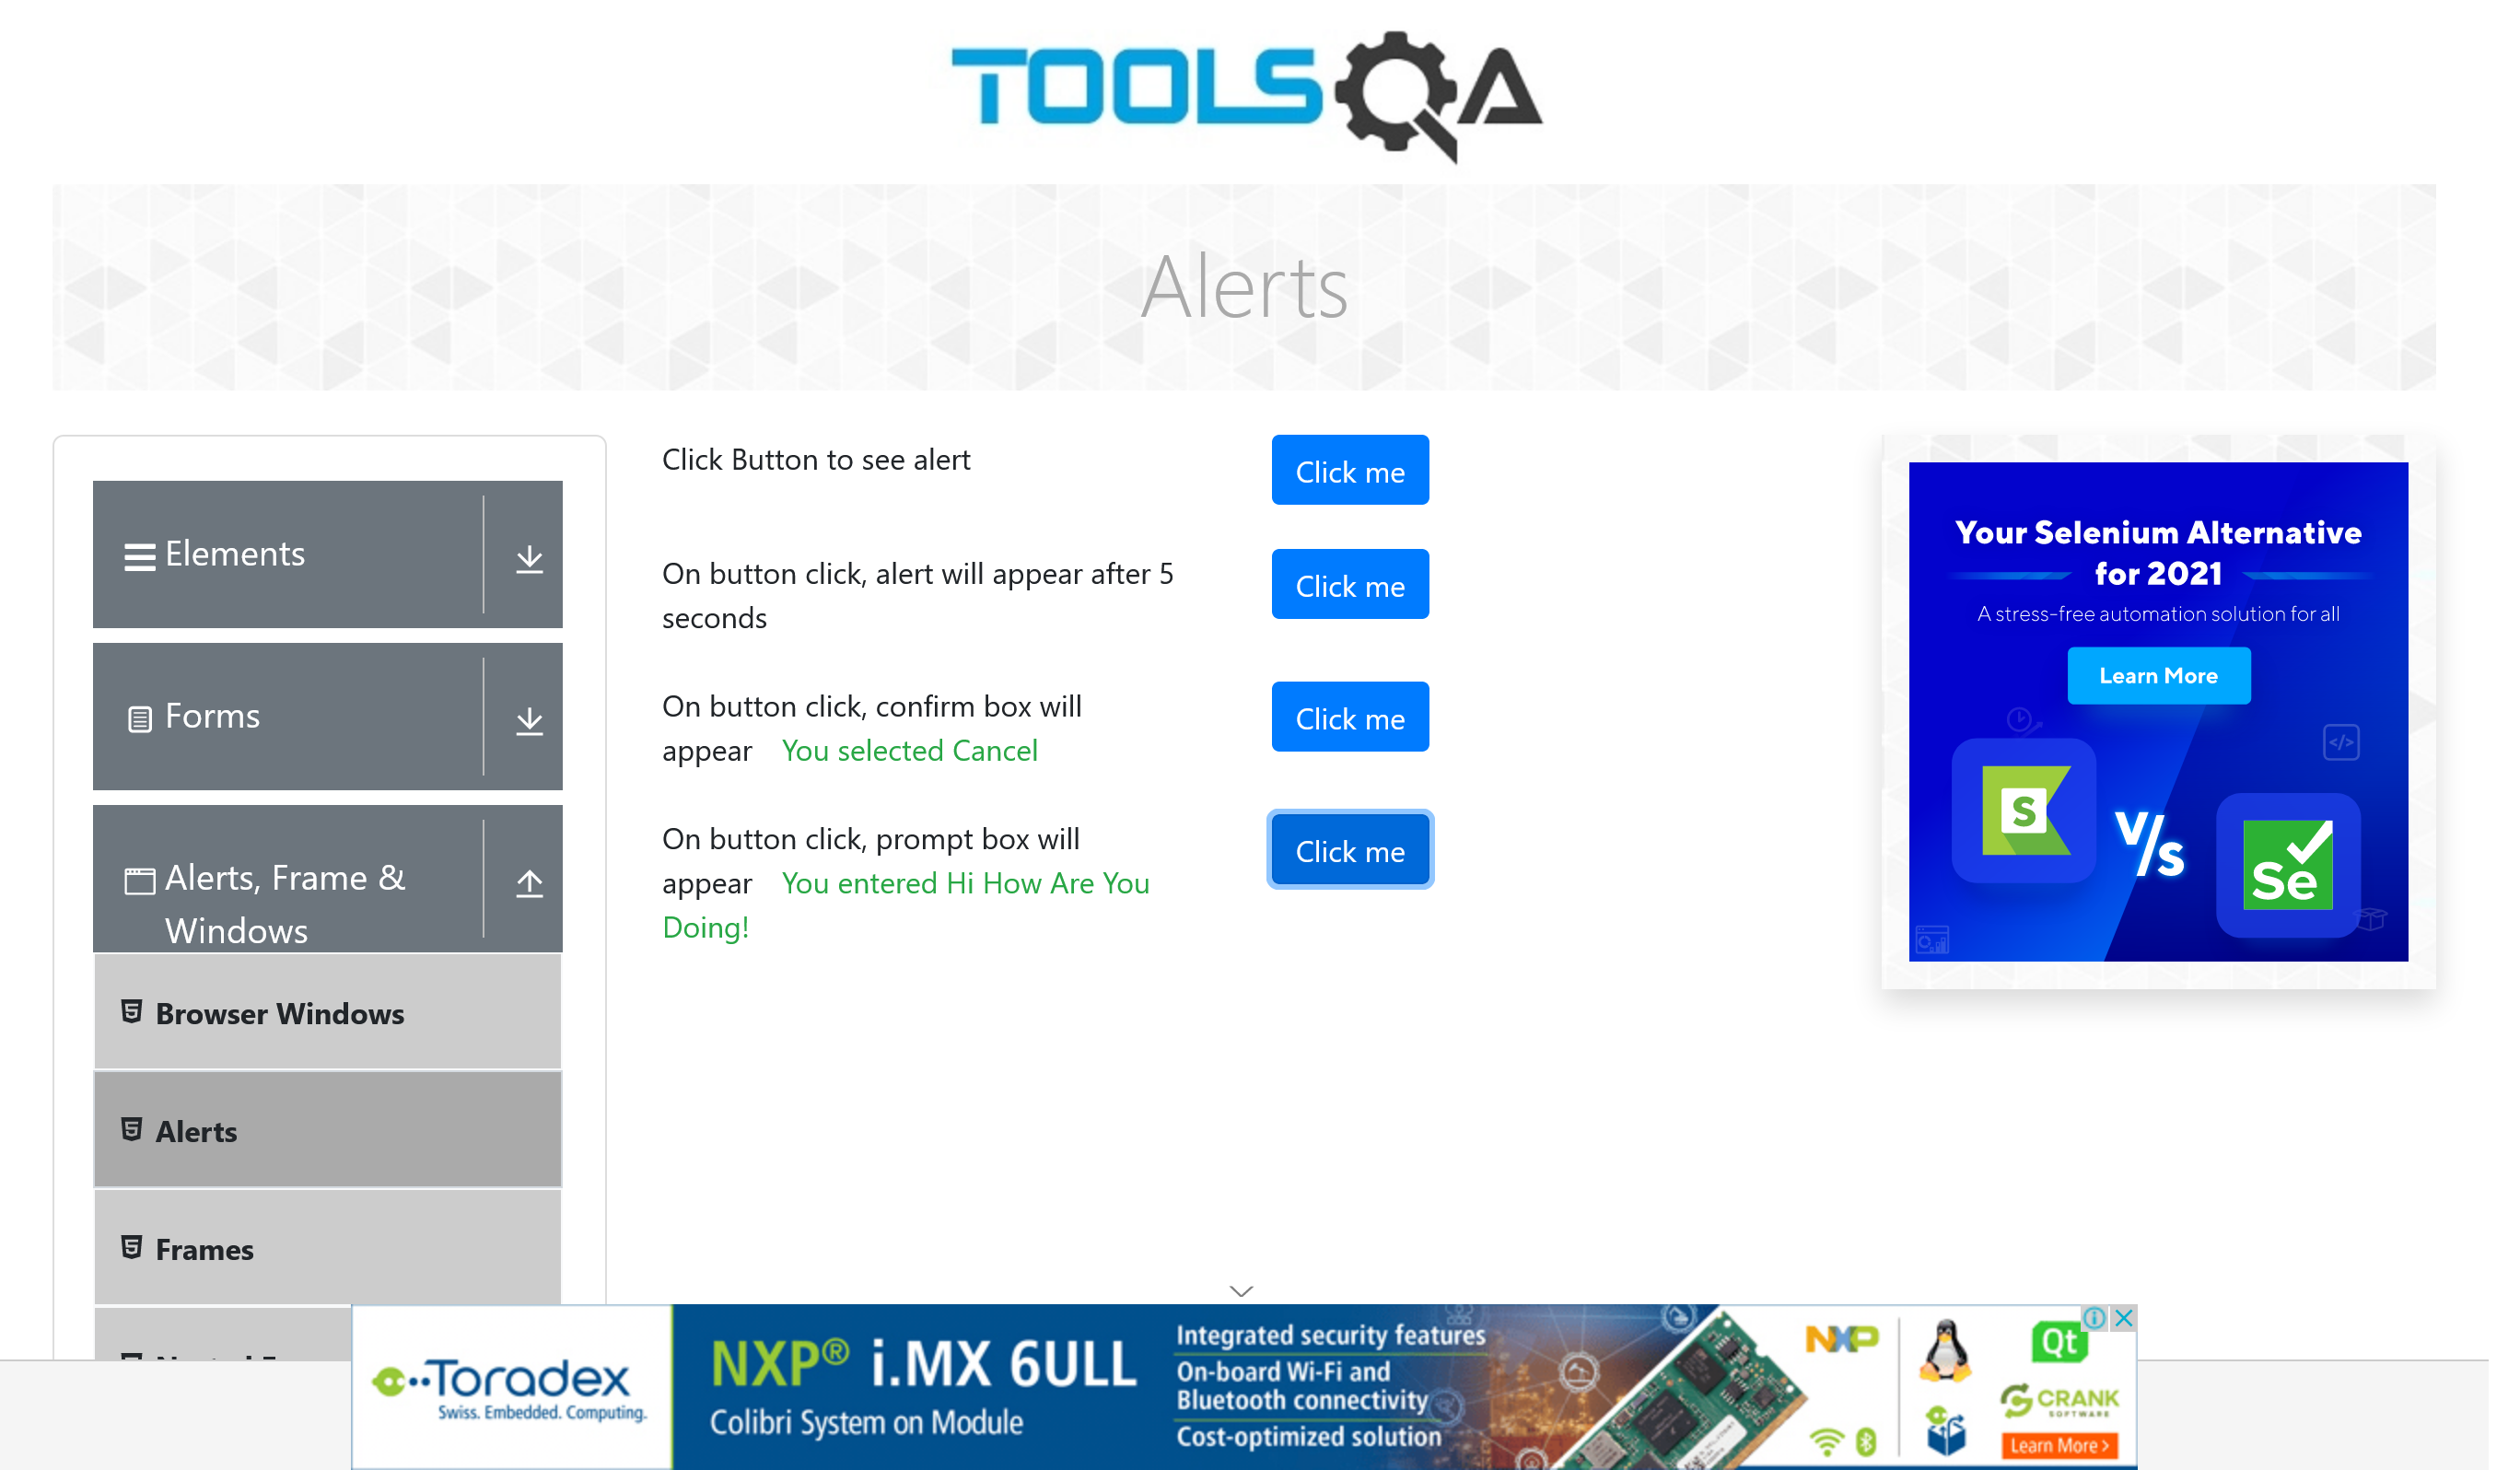 TOOLSQA
Alerts
Elements
Forms
Alerts, Frame &
Windows
Browser Windows
Alerts
Frames
Click Button to see alert
Click me
On button click, alert will appear after 5
seconds
Click me
On button click, confirm box will
appear You selected Cancel
Click me
On button click, prompt box will
appear You entered Hi How Are You
Doing!
Click me
Your Selenium Alternative
for 2021
A stress-free automation solution for all
Learn More
S
V/s
Se
</>
Toradex
Swiss. Embedded. Computing.
NXP® i.MX 6ULL
Colibri System on Module
Integrated security features
On-board Wi-Fi and
Bluetooth connectivity
Cost-optimized solution
NXP
Qt
CRANK
SOFTWARE
Learn More >